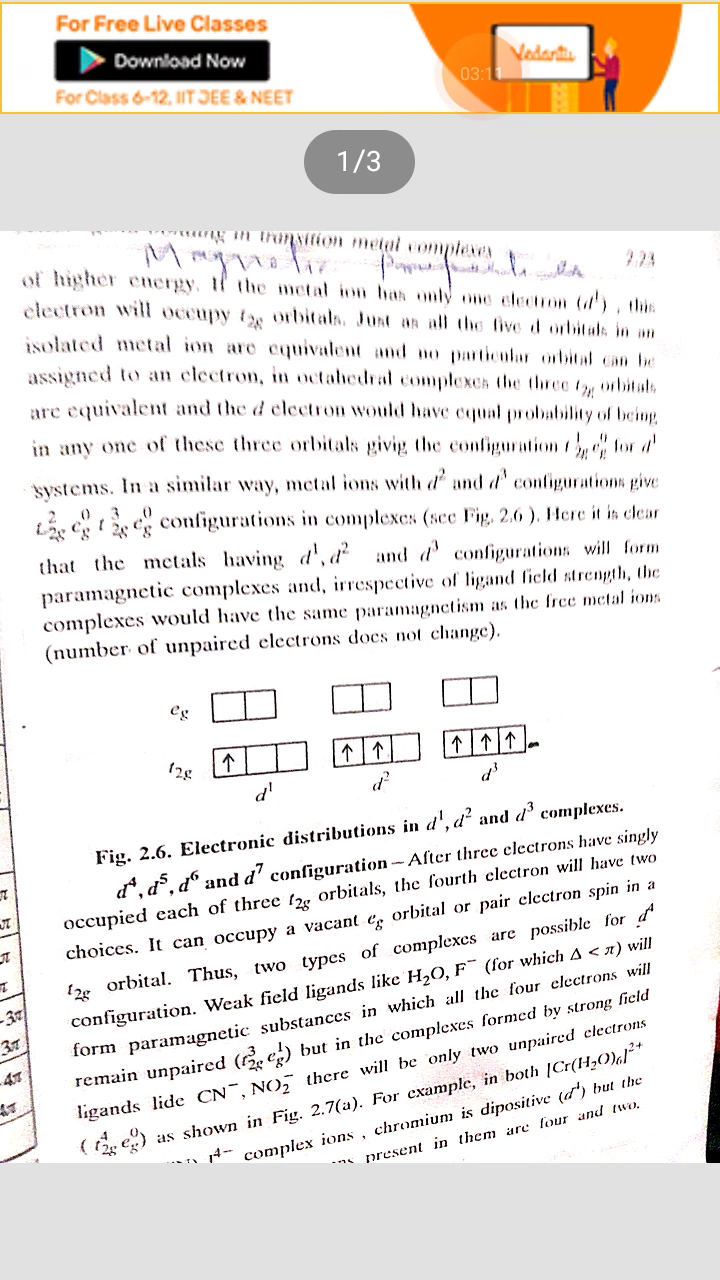 For Free Live Classes
Download Now
For Class 6-12, IIT JEE & NEET
Vedantu
03:11
1/3
in transition metal complexes
2.23
Magnetic
of higher energy. If the metal ion has only one electron (d¹) , this
electron will occupy t₂g orbitals. Just as all the five d orbitals in an
isolated metal ion are equivalent and no particular orbital can be
assigned to an electron, in octahedral complexes the three t₂g orbitals
are equivalent and the d electron would have equal probability of being
in any one of these three orbitals givig the configuration t¹₂g e⁰g for d¹
systems. In a similar way, metal ions with d² and d³ configurations give
t²₂g e⁰g t³₂g e⁰g configurations in complexes (see Fig. 2.6 ). Here it is clear
that the metals having d¹, d² and d³ configurations will form
paramagnetic complexes and, irrespective of ligand field strength, the
complexes would have the same paramagnetism as the free metal ions
(number of unpaired electrons does not change).
eg
t₂g ↑ ↑ ↑ ↑ ↑ ↑
d¹ d² d³
Fig. 2.6. Electronic distributions in d¹, d² and d³ complexes.
d⁴, d⁵, d⁶ and d⁷ configuration – After three electrons have singly
occupied each of three t₂g orbitals, the fourth electron will have two
choices. It can occupy a vacant eg orbital or pair electron spin in a
t₂g orbital. Thus, two types of complexes are possible for d⁴
configuration. Weak field ligands like H₂O, F⁻ (for which Δ < π) will
form paramagnetic substances in which all the four electrons will
remain unpaired (t³₂g e¹g) but in the complexes formed by strong field
ligands lide CN⁻, NO₂⁻ there will be only two unpaired electrons
( t⁴₂g e⁰g) as shown in Fig. 2.7(a). For example, in both [Cr(H₂O)₆]²⁺
]⁴⁻ complex ions , chromium is dipositive (d⁴) but the
present in them are four and two.
π
π
π
π
-3π
3π
4π